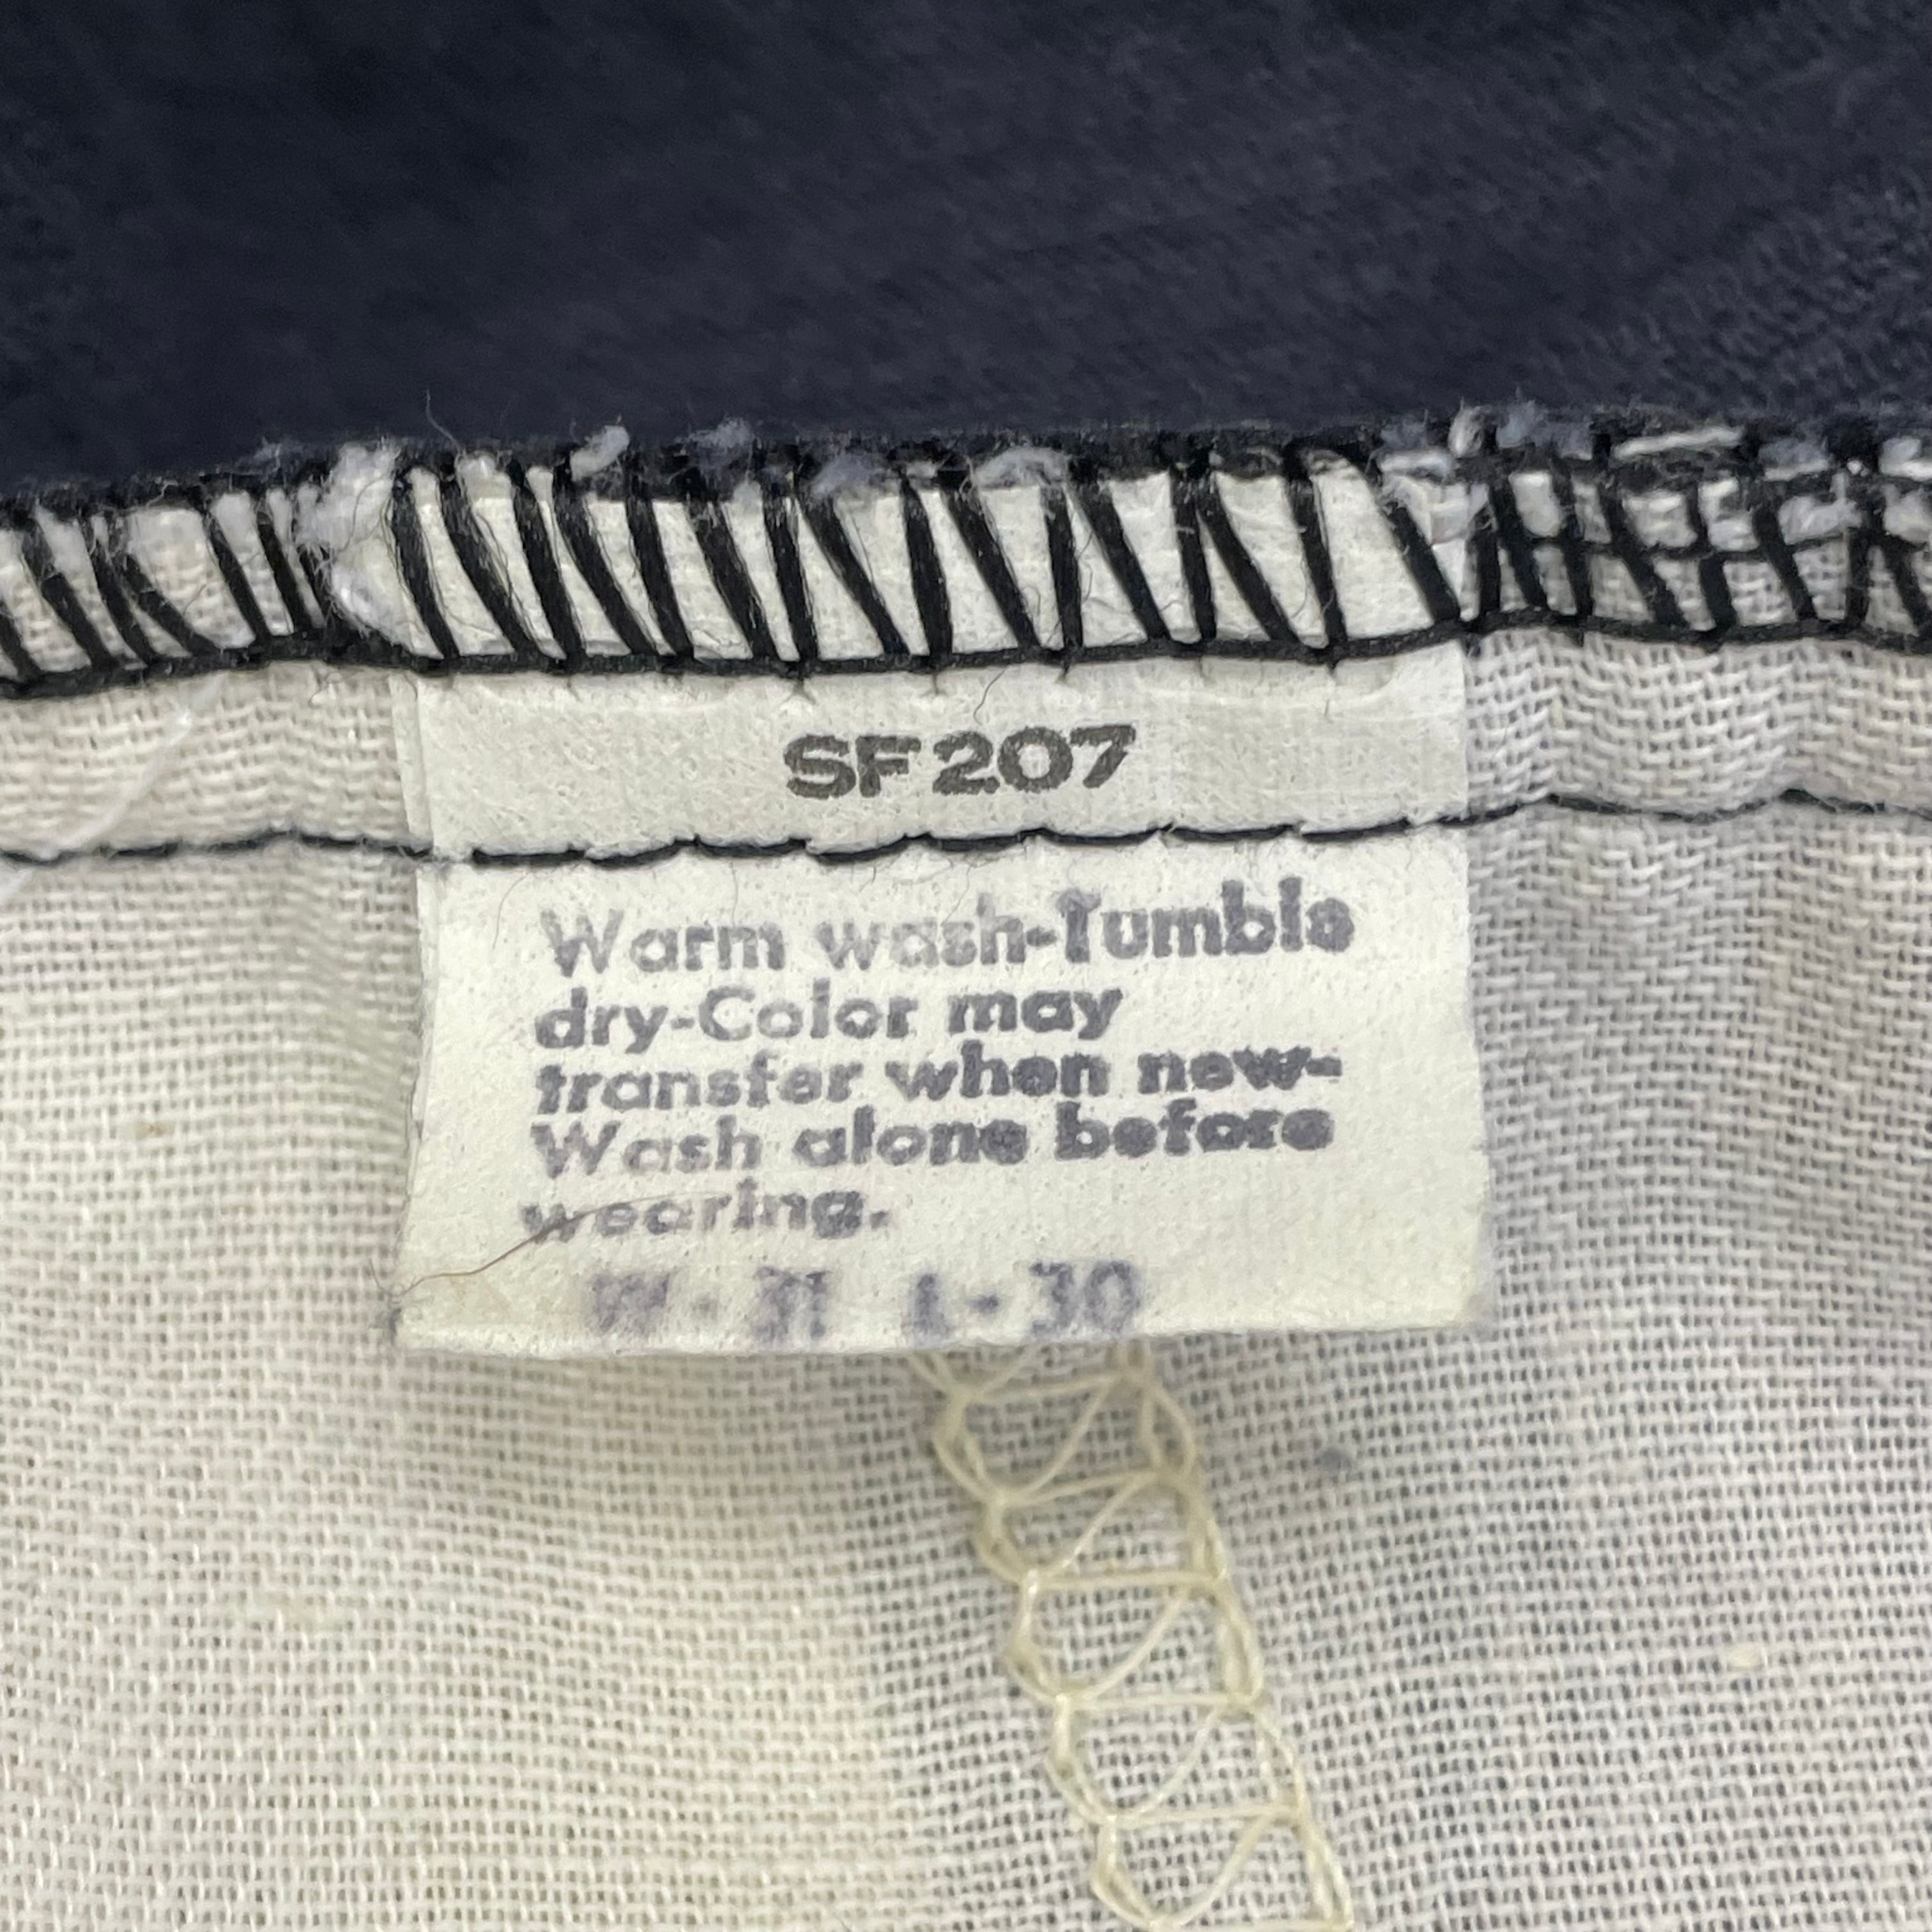 SF 207
Warm wash-Tumble
dry-Color may
transfer when new-
Wash alone before
wearing.
W - 31 L - 30